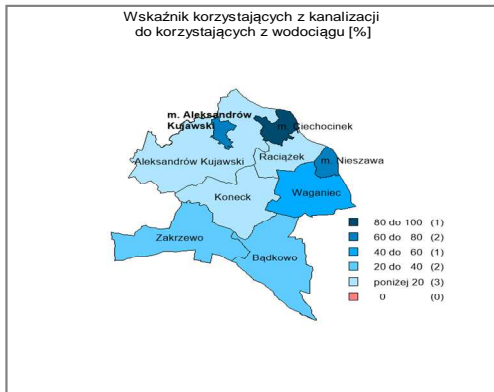 Wskaźnik korzystających z kanalizacji
do korzystających z wodociągu [%]
m. Aleksandrów
Kujawski
m. Ciechocinek
Aleksandrów Kujawski
Raciążek
m. Nieszawa
Koneck
Waganiec
Zakrzewo
Bądkowo
80 do 100 (1)
60 do 80 (2)
40 do 60 (1)
20 do 40 (2)
poniżej 20 (3)
0 (0)